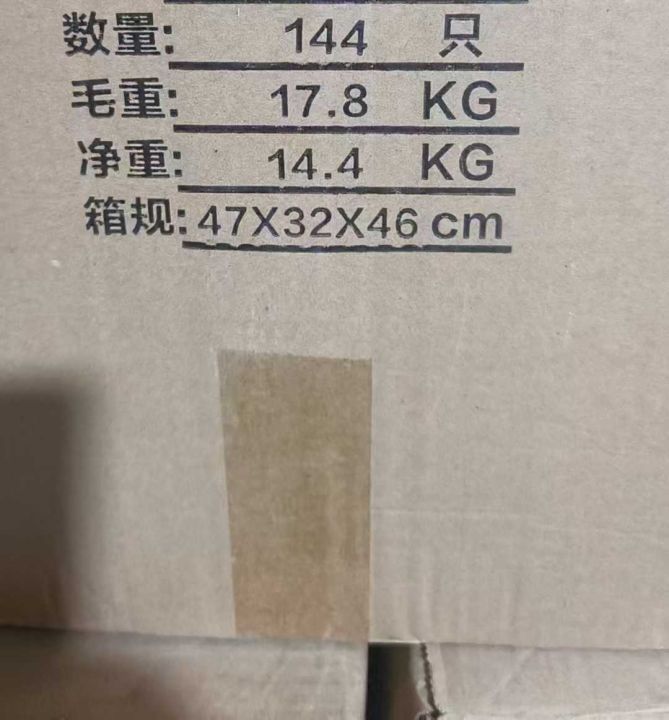 数量: 144 只
毛重: 17.8 KG
净重: 14.4 KG
箱规: 47X32X46 cm